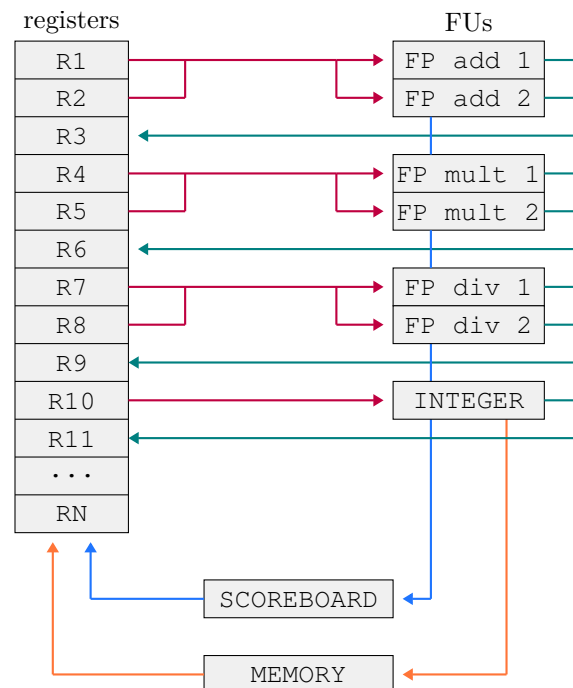 registers
FUs
R1
R2
R3
R4
R5
R6
R7
R8
R9
R10
R11
...
RN
FP add 1
FP add 2
FP mult 1
FP mult 2
FP div 1
FP div 2
INTEGER
SCOREBOARD
MEMORY